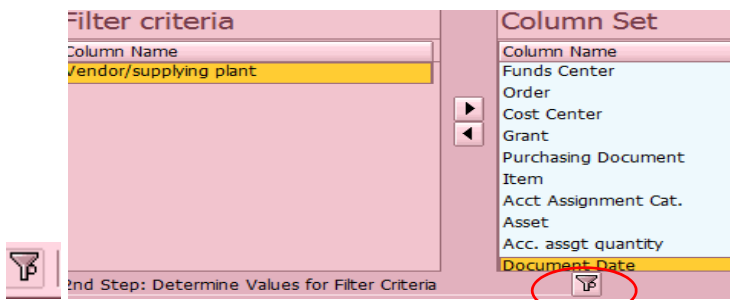 Filter criteria
Column Name
Vendor/supplying plant
Column Set
Column Name
Funds Center
Order
Cost Center
Grant
Purchasing Document
Item
Acct Assignment Cat.
Asset
Acc. assgt quantity
Document Date
2nd Step: Determine Values for Filter Criteria